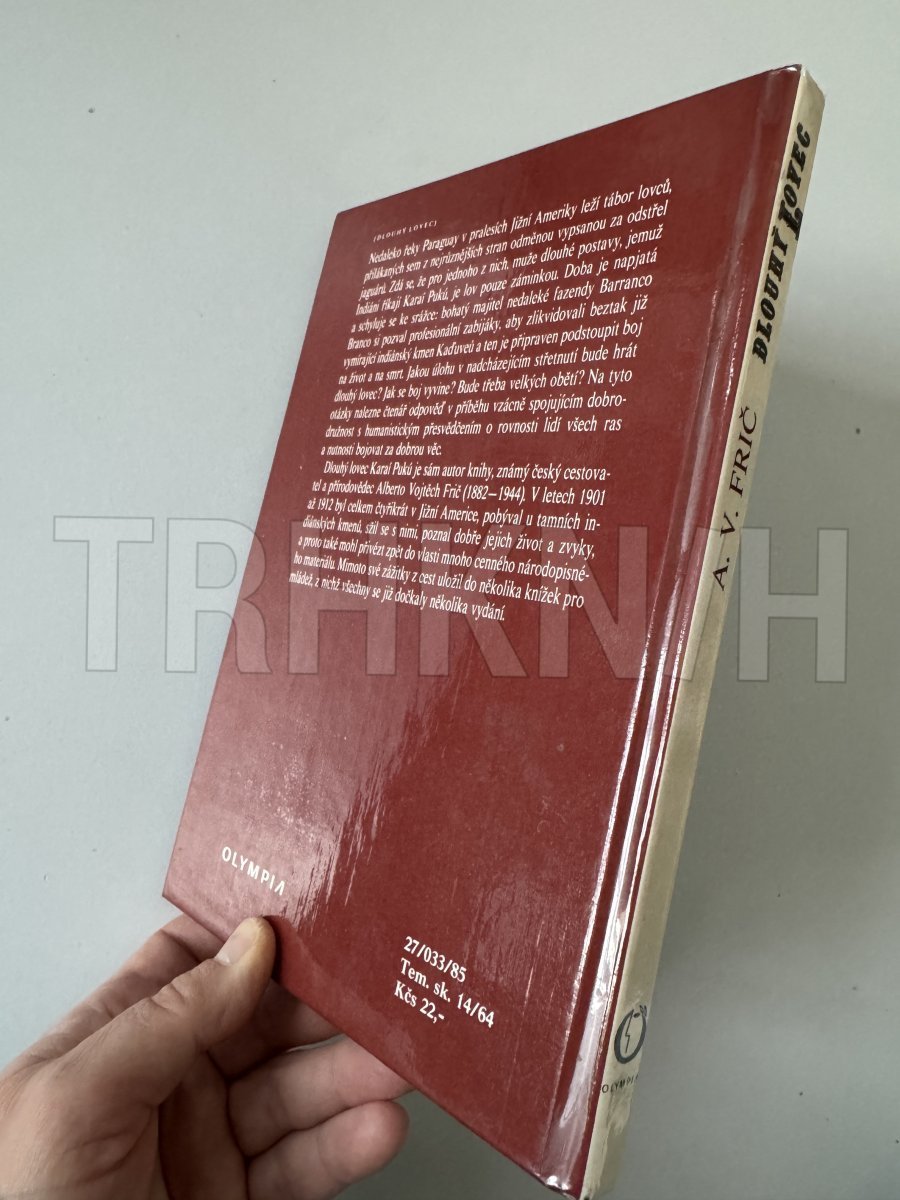 (DLOUHÝ LOVEC)
Nedaleko řeky Paraguay v pralesích Jižní Ameriky leží tábor lovců,
přilákaných sem z nejrůznějších stran odměnou vypsanou za odstřel
jaguárů. Zdá se, že pro jednoho z nich, muže dlouhé postavy, jemuž
Indiáni říkají Karaí Pukú, je lov pouze záminkou. Doba je napjatá
a schyluje se ke srážce: bohatý majitel nedaleké fazendy Barranco
Branco si pozval profesionální zabijáky, aby zlikvidovali beztak již
vymírající indiánský kmen Kaďuveů a ten je připraven podstoupit boj
na život a na smrt. Jakou úlohu v nadcházejícím střetnutí bude hrát
dlouhý lovec? Jak se boj vyvine? Bude třeba velkých obětí? Na tyto
otázky nalezne čtenář odpověď v příběhu vzácně spojujícím dobro-
družnost s humanistickým přesvědčením o rovnosti lidí všech ras
a nutnosti bojovat za dobrou věc.
Dlouhý lovec Karaí Pukú je sám autor knihy, známý český cestova-
tel a přírodovědec Alberto Vojtěch Frič (1882–1944). V letech 1901
až 1912 byl celkem čtyřikrát v Jižní Americe, pobýval u tamních in-
diánských kmenů, sžil se s nimi, poznal dobře jejich život a zvyky,
a proto také mohl přivézt zpět do vlasti mnoho cenného národopisné-
ho materiálu. Mimoto své zážitky z cest uložil do několika knížek pro
mládež, z nichž všechny se již dočkaly několika vydání.
OLYMPIA
27/033/85
Tem. sk. 14/64
Kčs 22,-
A. V. FRIČ DLOUHÝ LOVEC
OLYMPIA
TRHKNIH